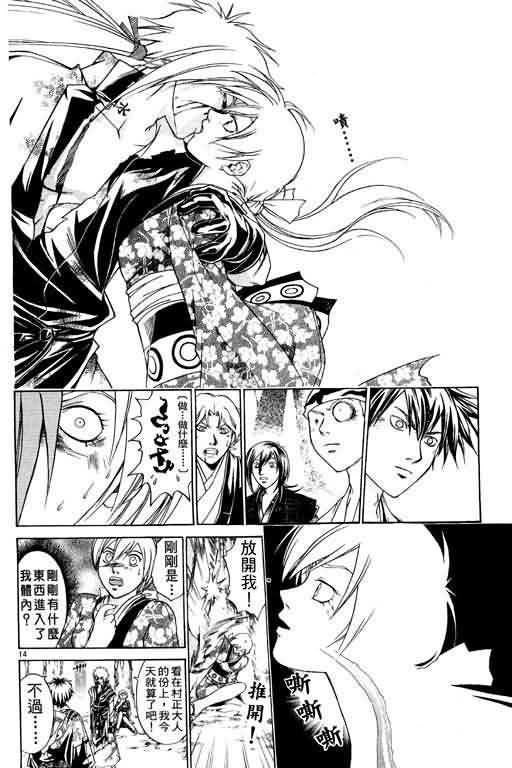 嘖……
做…做什麼……
嘶
嘶
嘶
放開我！
推開！
剛剛是…
剛剛有什麼
東西進入了
我體內？
看在村正大人
的份上，我今
天就算了吧！
不過……
14